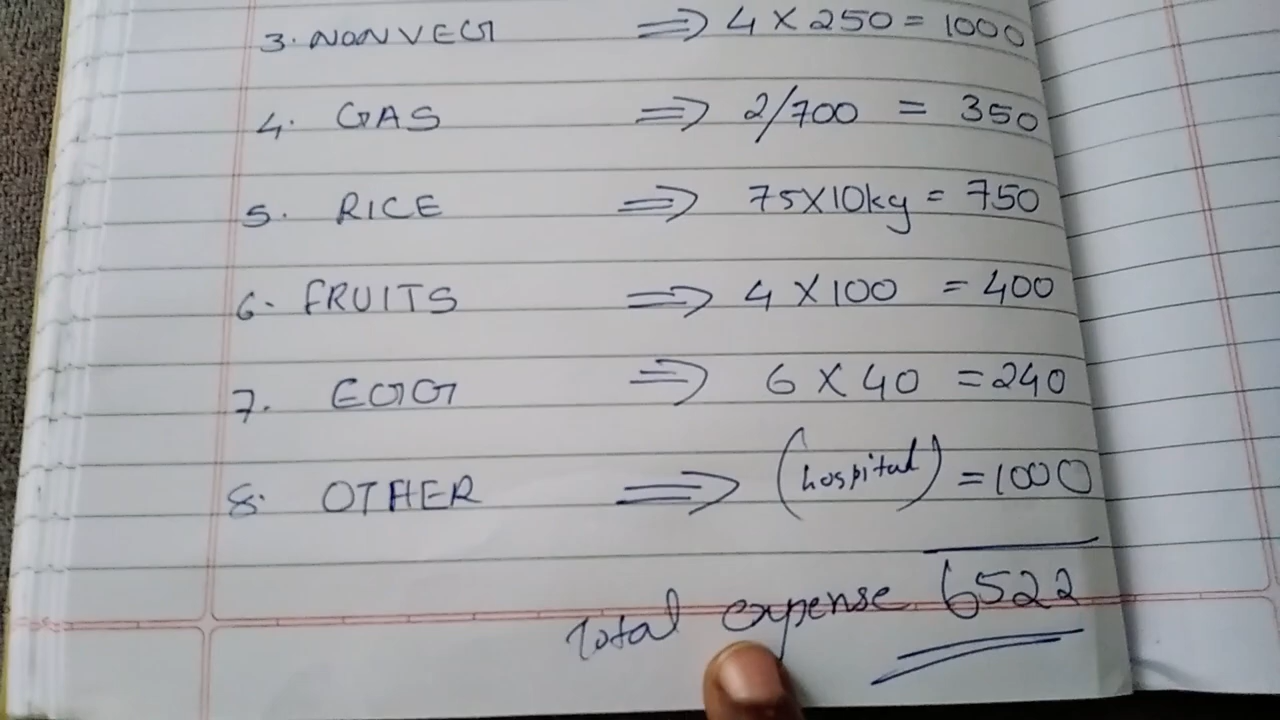 3. NONVEG ⇒ 4 X 250 = 1000
4. GAS ⇒ 2/700 = 350
5. RICE ⇒ 75X10kg = 750
6. FRUITS ⇒ 4 X 100 = 400
7. EGG ⇒ 6 X 40 = 240
8. OTHER ⇒ (hospital) = 1000
Total expense 6522